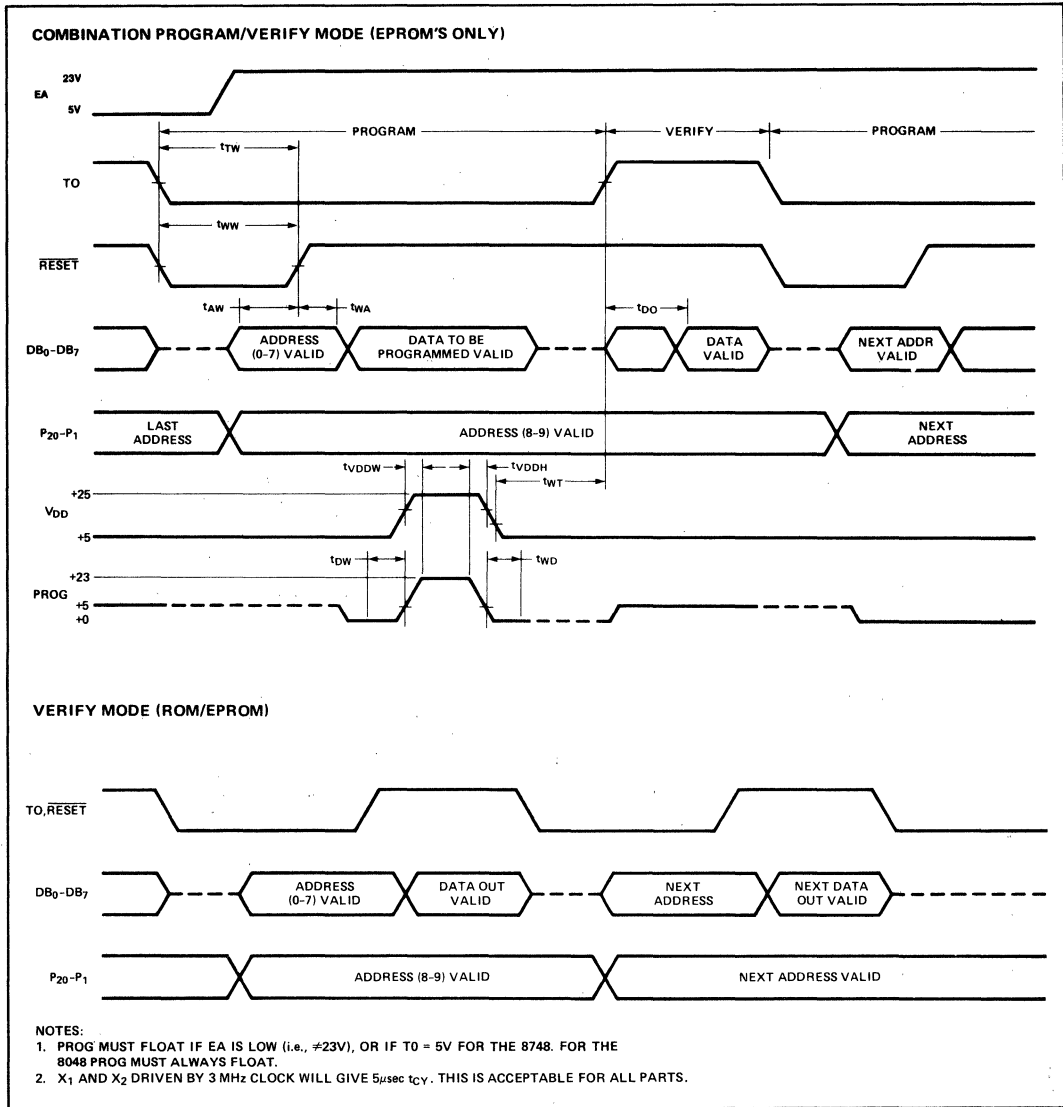 COMBINATION PROGRAM/VERIFY MODE (EPROM'S ONLY)
23V
EA
5V
PROGRAM
VERIFY
PROGRAM
tTW
TO
tWW
RESET
tAW
tWA
tDO
DB0-DB7
ADDRESS
(0-7) VALID
DATA TO BE
PROGRAMMED VALID
DATA
VALID
NEXT ADDR
VALID
P20-P1
LAST
ADDRESS
ADDRESS (8-9) VALID
NEXT
ADDRESS
tVDDW
tVDDH
tWT
+25
VDD
+5
tDW
tWD
+23
PROG
+5
+0
VERIFY MODE (ROM/EPROM)
TO,RESET
DB0-DB7
ADDRESS
(0-7) VALID
DATA OUT
VALID
NEXT
ADDRESS
NEXT DATA
OUT VALID
P20-P1
ADDRESS (8-9) VALID
NEXT ADDRESS VALID
NOTES:
1. PROG MUST FLOAT IF EA IS LOW (i.e., ≠23V), OR IF T0 = 5V FOR THE 8748. FOR THE
8048 PROG MUST ALWAYS FLOAT.
2. X1 AND X2 DRIVEN BY 3 MHz CLOCK WILL GIVE 5μsec tCY. THIS IS ACCEPTABLE FOR ALL PARTS.